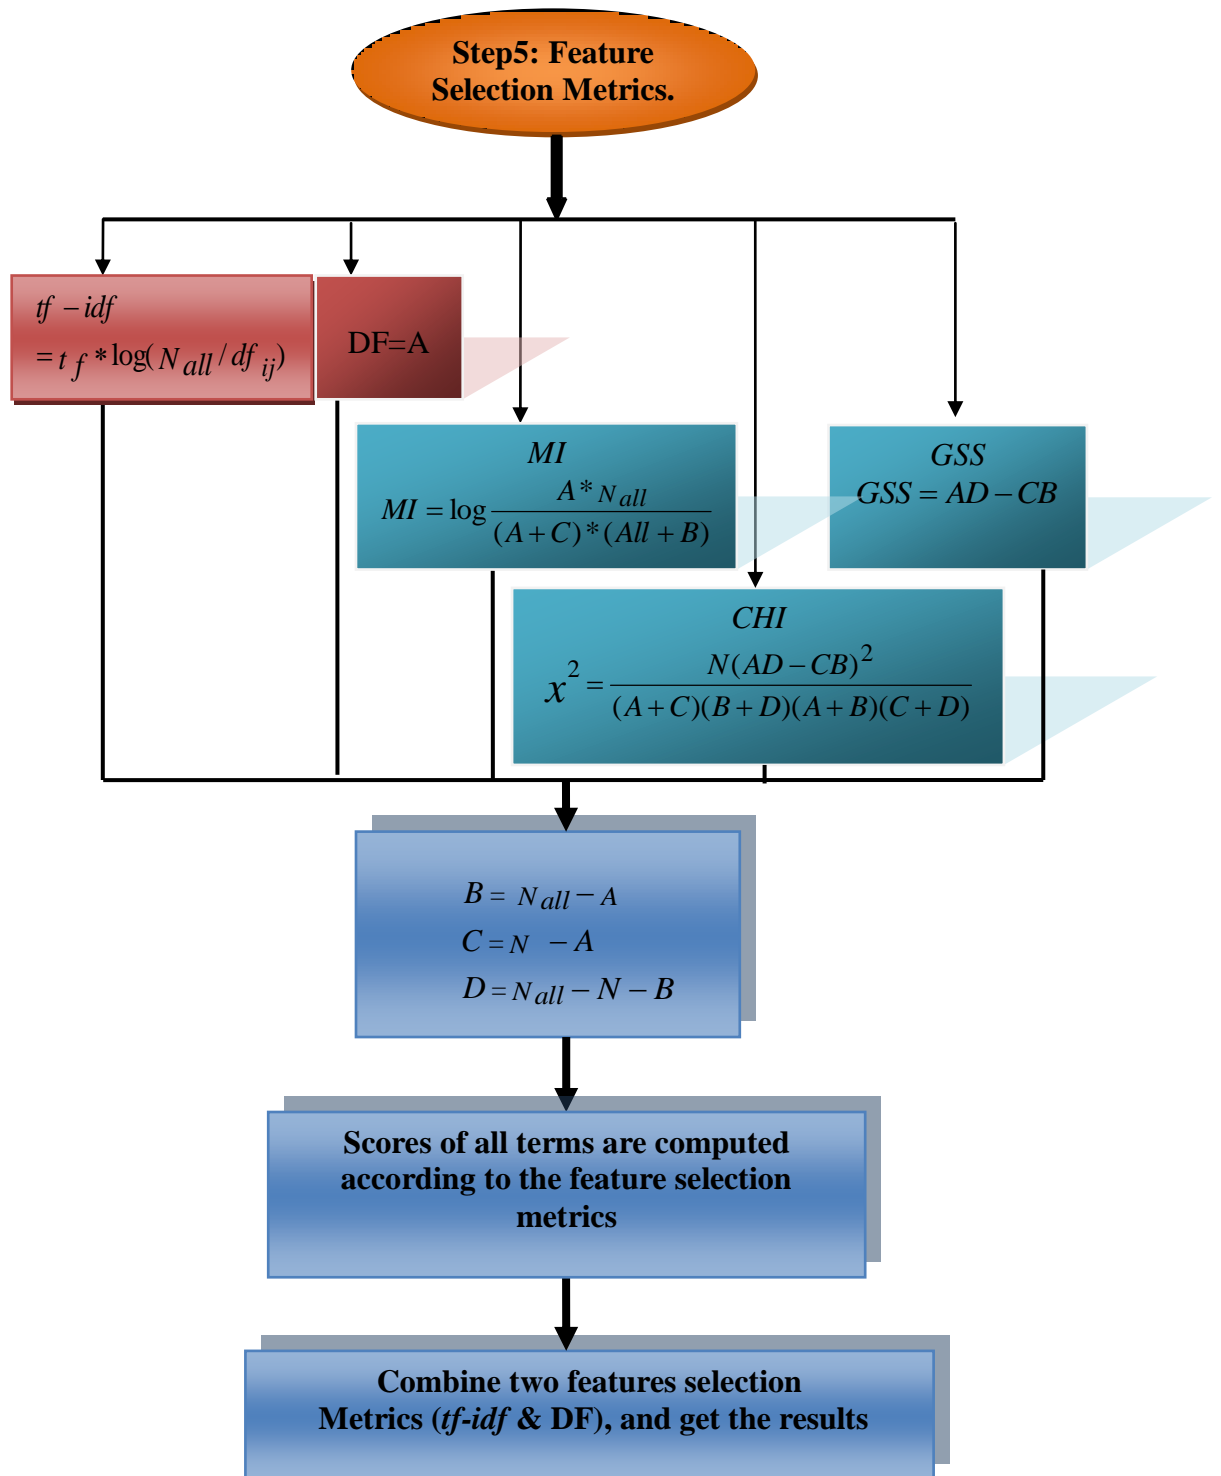 Step5: Feature
Selection Metrics.
tf − idf
= t f * log( N all / df ij )
DF=A
MI
MI = log A * N all / (A + C) * (All + B)
GSS
GSS = AD − CB
CHI
x 2 = N(AD − CB) 2 / (A + C)(B + D)(A + B)(C + D)
B = N all − A
C = N − A
D = N all − N − B
Scores of all terms are computed
according to the feature selection
metrics
Combine two features selection
Metrics (tf-idf & DF), and get the results